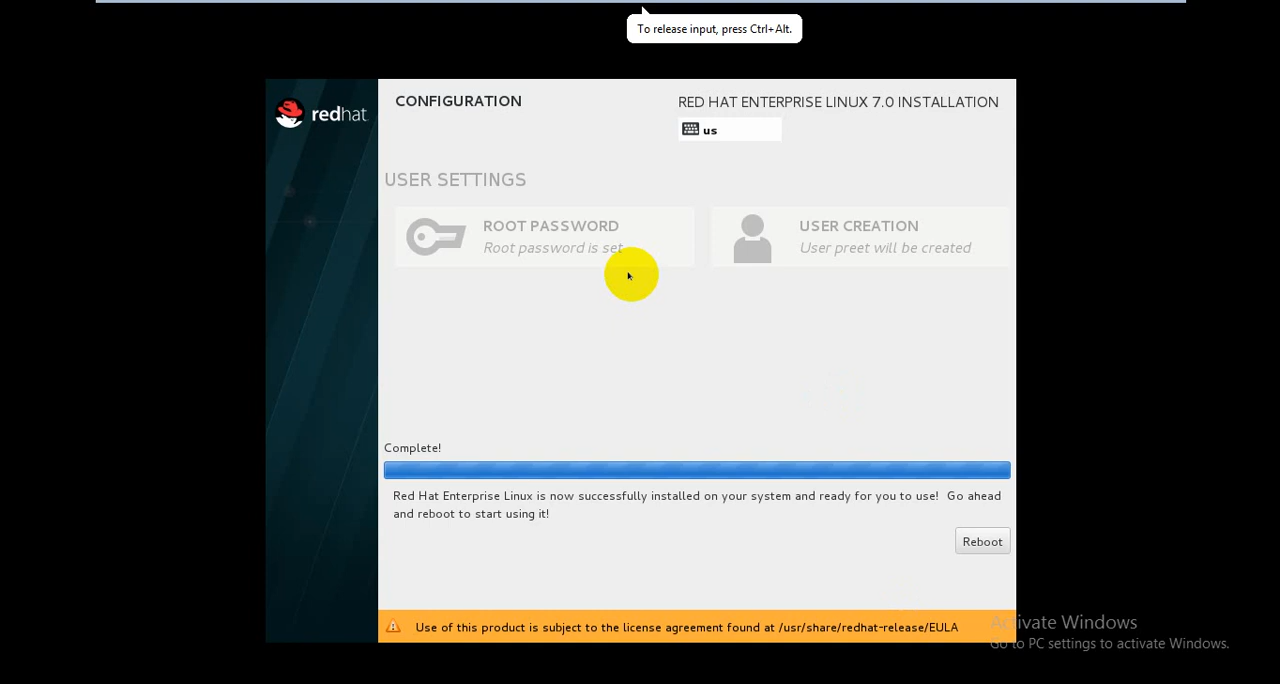 To release input, press Ctrl+Alt.
redhat.
CONFIGURATION
RED HAT ENTERPRISE LINUX 7.0 INSTALLATION
us
USER SETTINGS
ROOT PASSWORD
Root password is set
USER CREATION
User preet will be created
Complete!
Red Hat Enterprise Linux is now successfully installed on your system and ready for you to use! Go ahead
and reboot to start using it!
Reboot
Use of this product is subject to the license agreement found at /usr/share/redhat-release/EULA
Activate Windows
Go to PC settings to activate Windows.